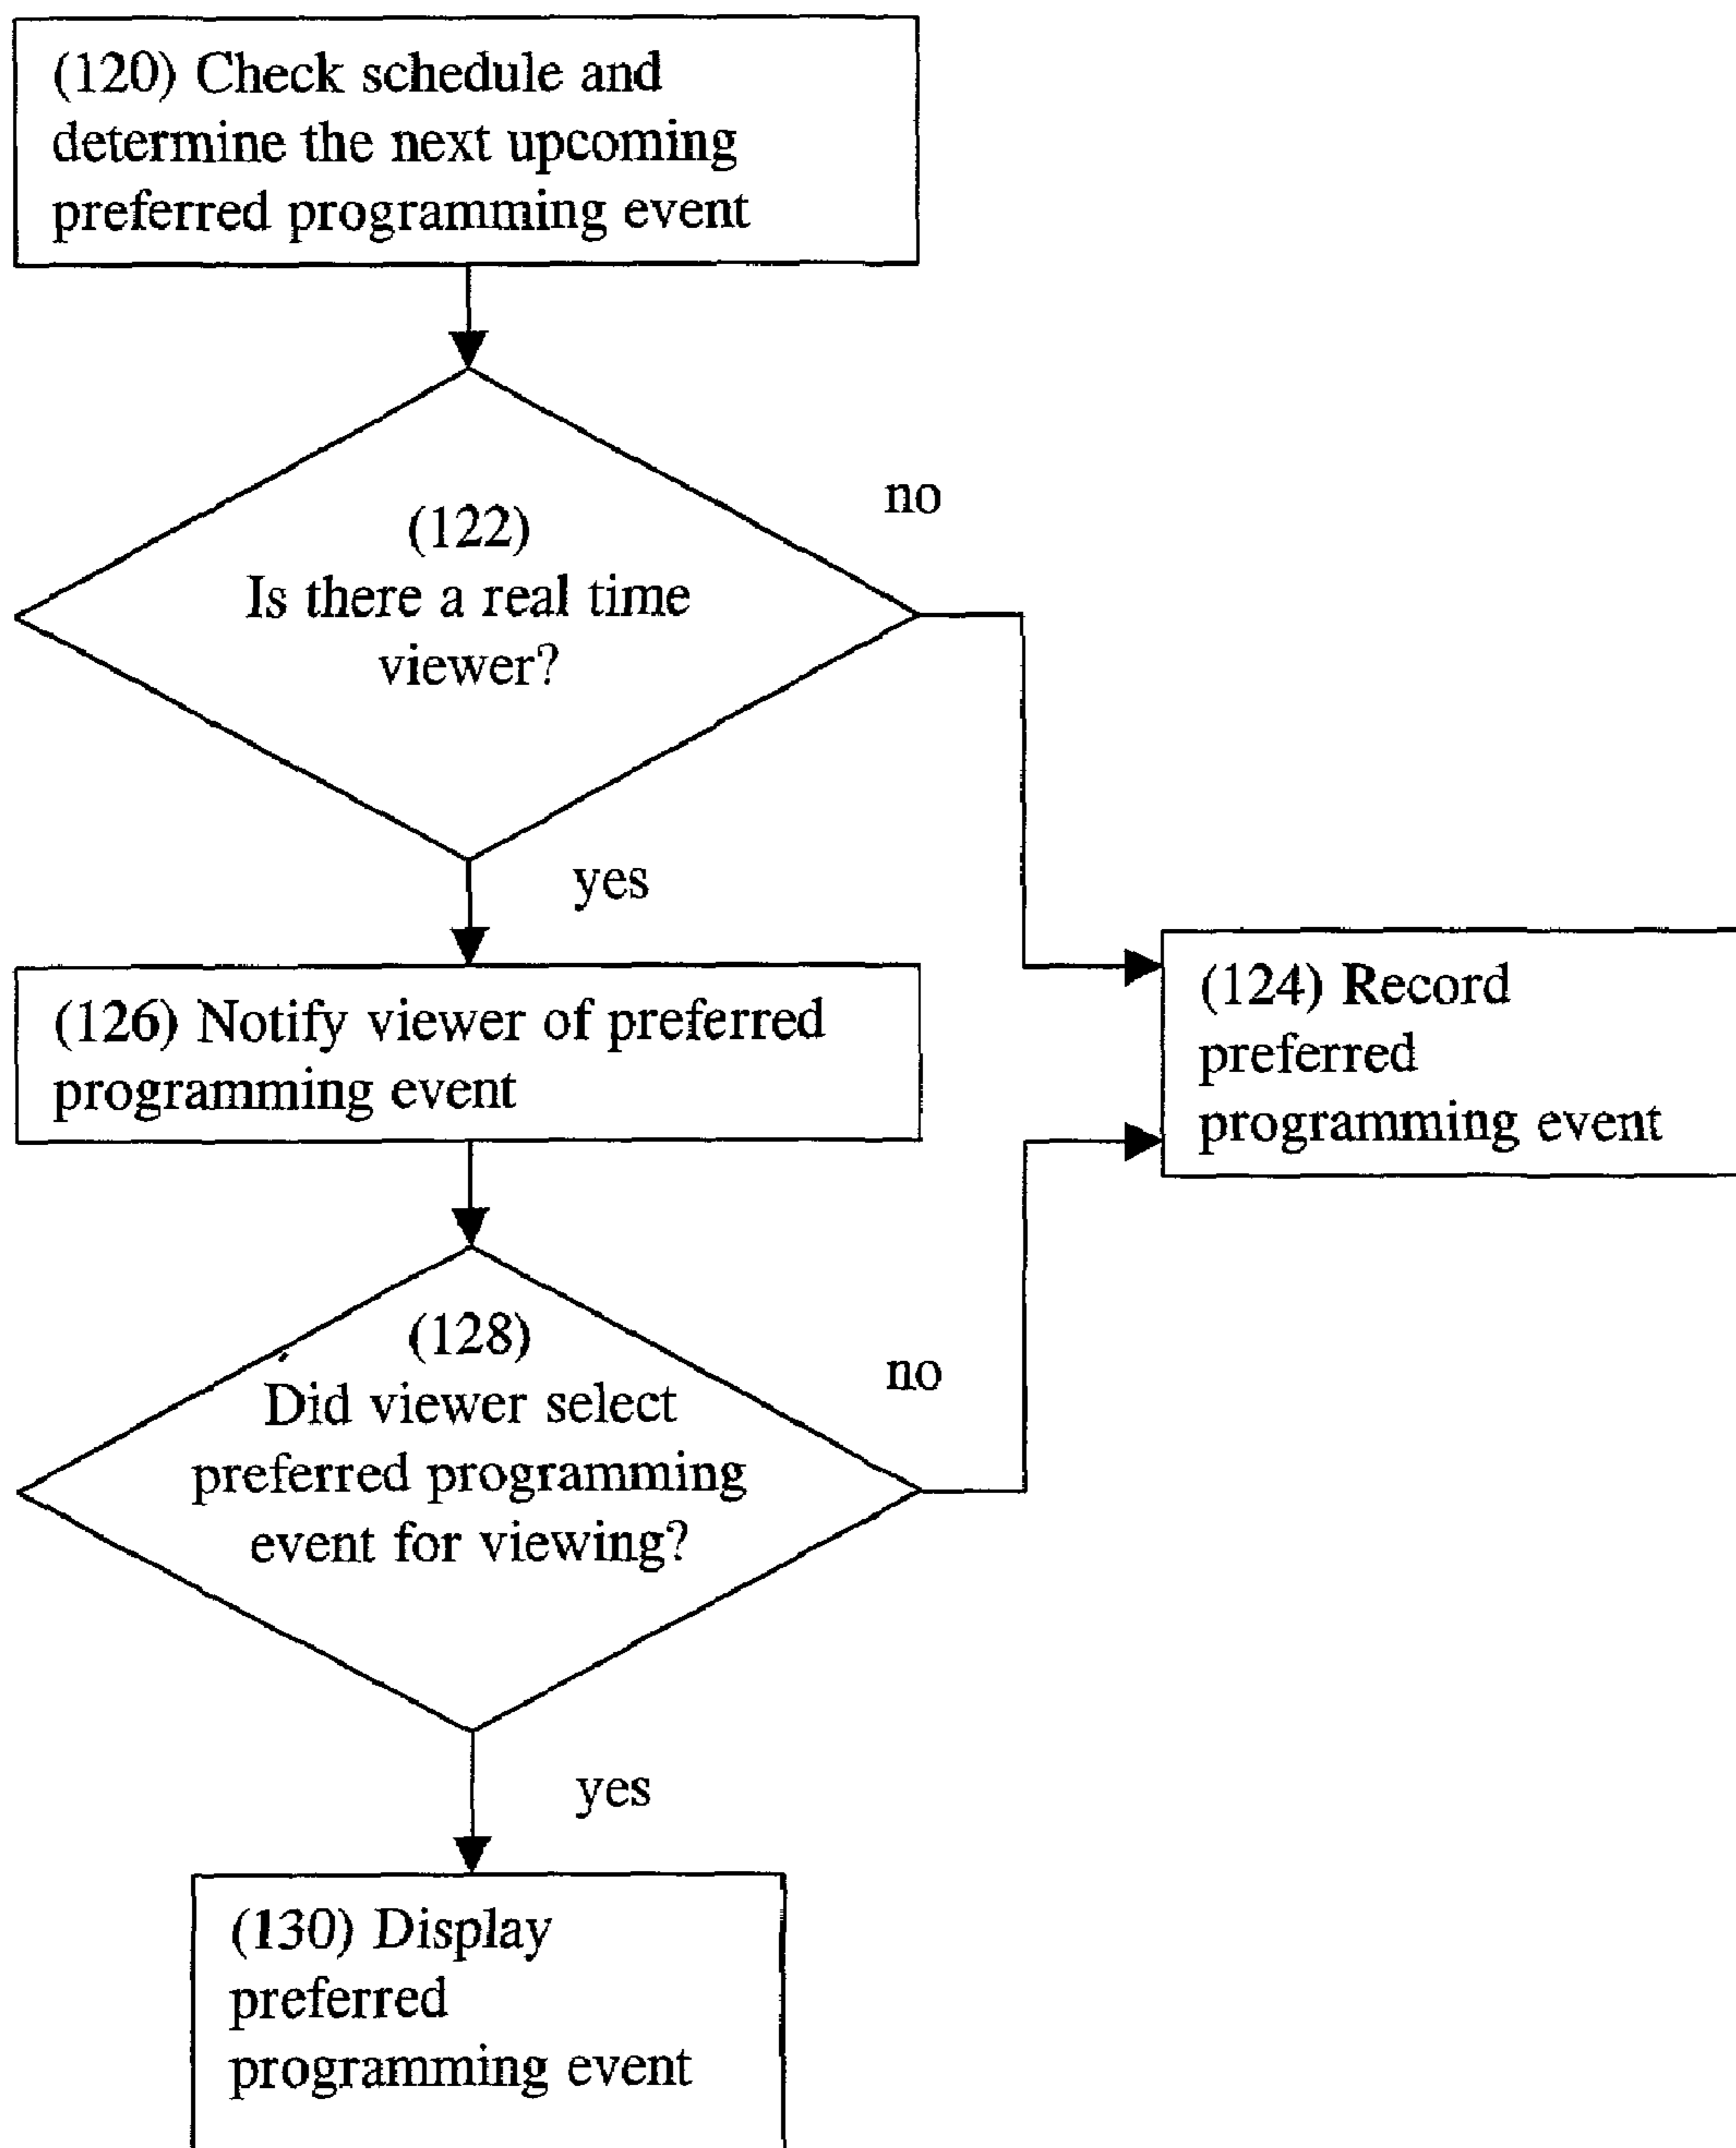 (120) Check schedule and
determine the next upcoming
preferred programming event
no
(122)
Is there a real time
viewer?
yes
(126) Notify viewer of preferred
programming event
(124) Record
preferred
programming event
(128)
Did viewer select
preferred programming
event for viewing?
no
yes
(130) Display
preferred
programming event